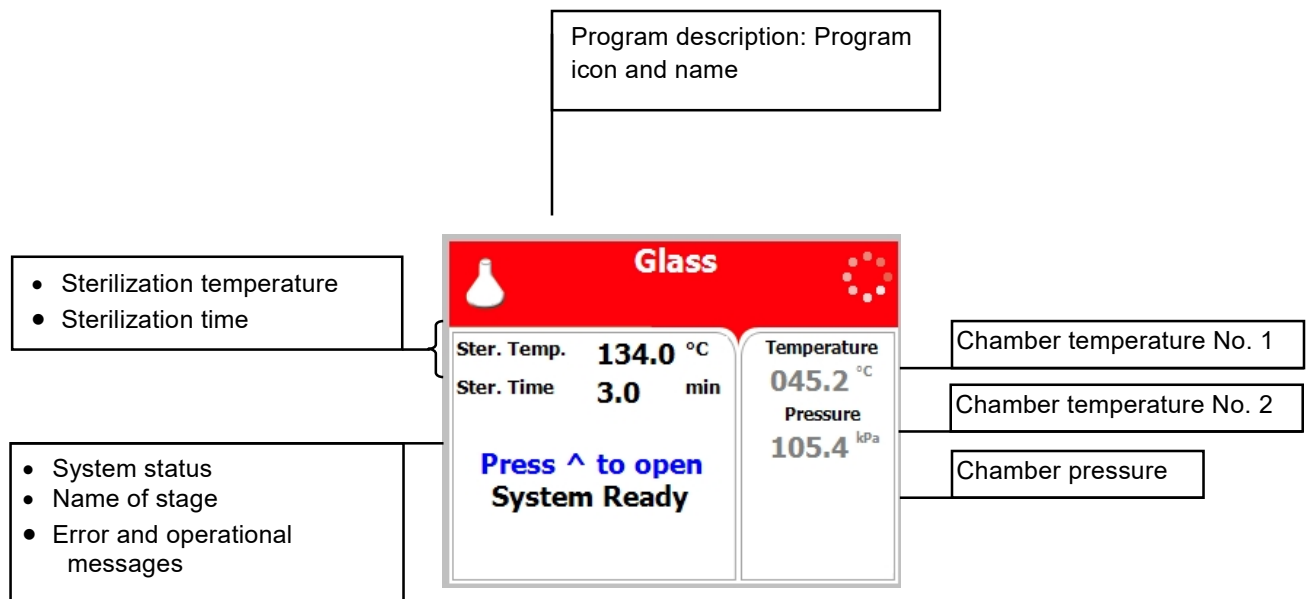 Program description: Program
icon and name
• Sterilization temperature
• Sterilization time
Glass
Ster. Temp. 134.0 °C
Ster. Time 3.0 min
Press ^ to open
System Ready
Temperature
045.2 °C
Pressure
105.4 kPa
Chamber temperature No. 1
Chamber temperature No. 2
Chamber pressure
• System status
• Name of stage
• Error and operational
messages